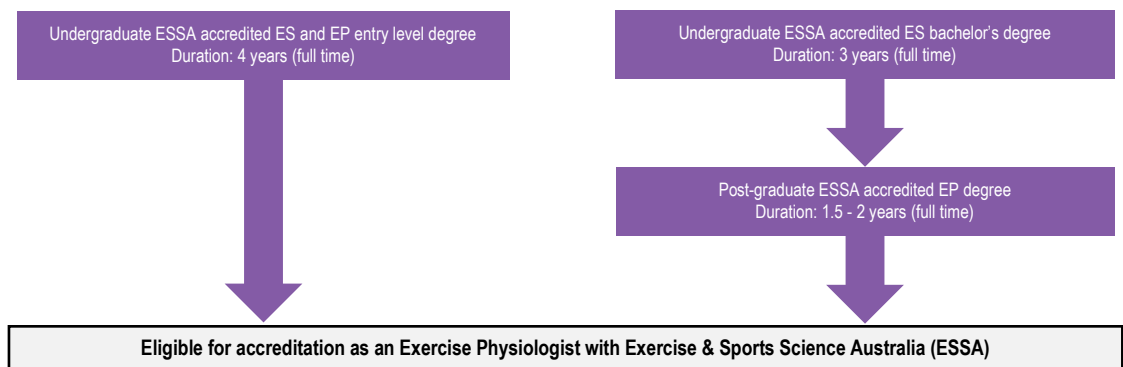 Undergraduate ESSA accredited ES and EP entry level degree
Duration: 4 years (full time)
Undergraduate ESSA accredited ES bachelor’s degree
Duration: 3 years (full time)
Post-graduate ESSA accredited EP degree
Duration: 1.5 - 2 years (full time)
Eligible for accreditation as an Exercise Physiologist with Exercise & Sports Science Australia (ESSA)